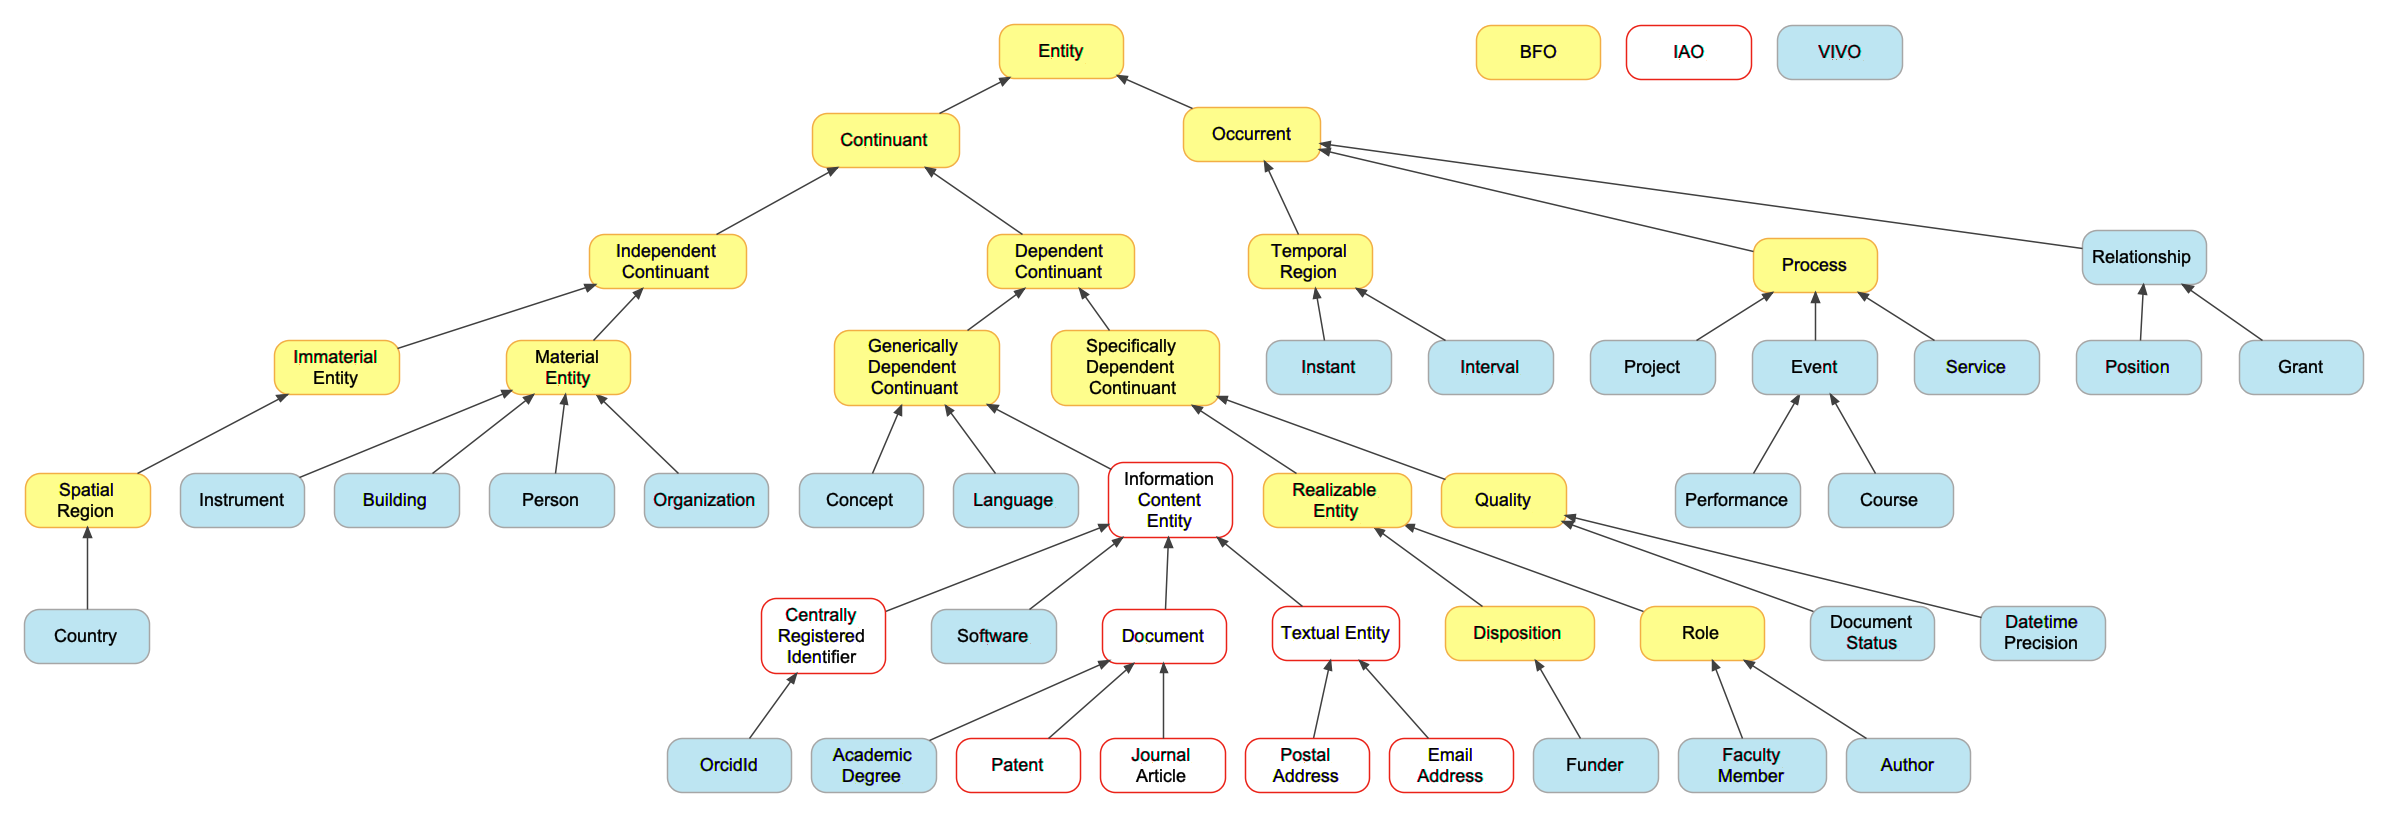 Entity
BFO
IAO
VIVO
Continuant
Occurrent
Independent
Continuant
Dependent
Continuant
Temporal
Region
Process
Relationship
Immaterial
Entity
Material
Entity
Generically
Dependent
Continuant
Specifically
Dependent
Continuant
Instant
Interval
Project
Event
Service
Position
Grant
Spatial
Region
Instrument
Building
Person
Organization
Concept
Language
Information
Content
Entity
Realizable
Entity
Quality
Performance
Course
Country
Centrally
Registered
Identifier
Software
Document
Textual Entity
Disposition
Role
Document
Status
Datetime
Precision
OrcidId
Academic
Degree
Patent
Journal
Article
Postal
Address
Email
Address
Funder
Faculty
Member
Author